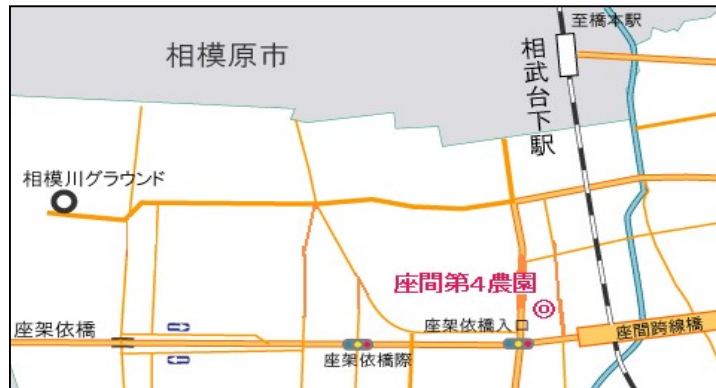 至橋本駅
相模原市
相武台下駅
相模川グラウンド
座間第4農園
座架依橋
座架依橋入口
座間跨線橋
座架依橋際